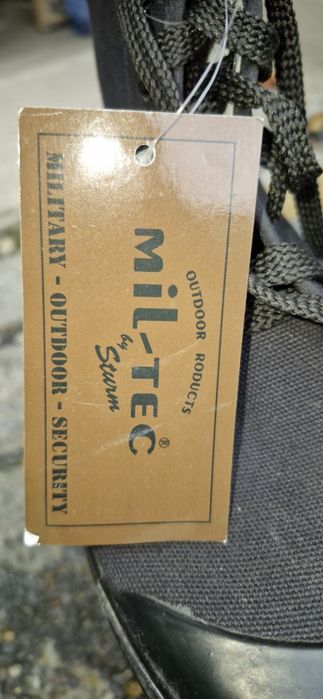 OUTDOOR RODUCTS
MiL-TEC®
by Sturm
MILITARY - OUTDOOR - SECURITY